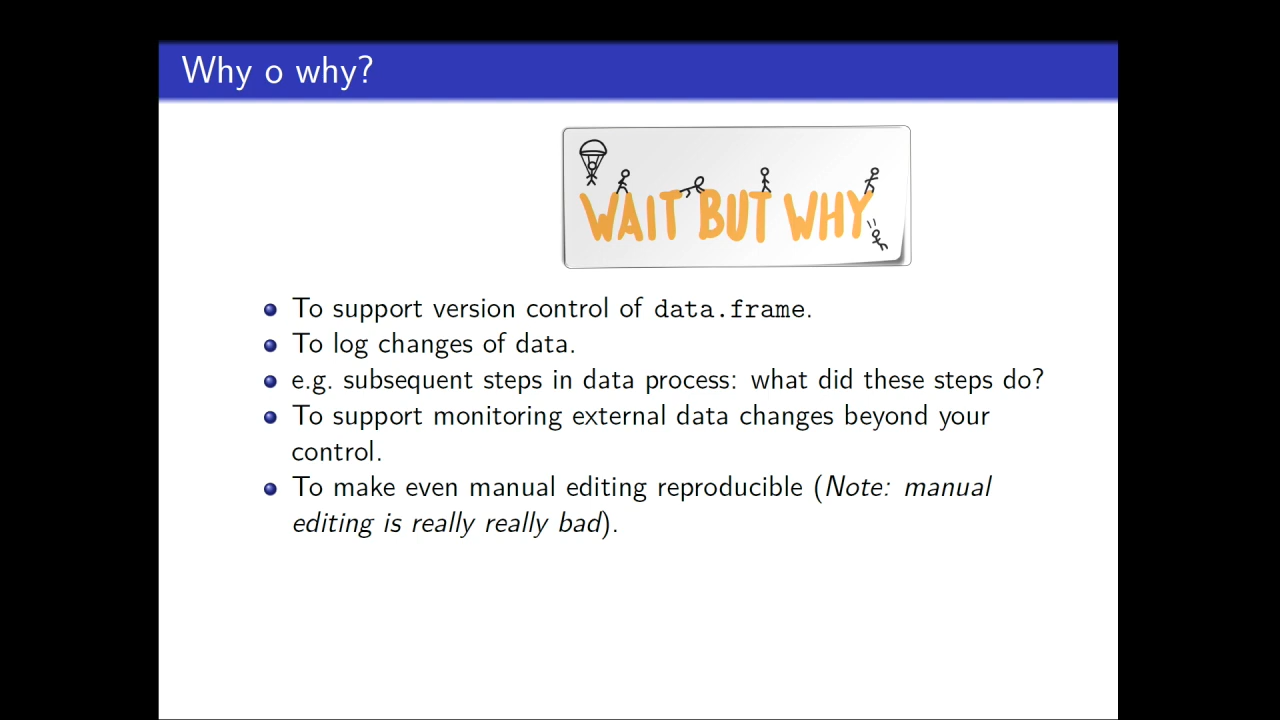 Why o why?
WAIT BUT WHY
To support version control of data.frame.
To log changes of data.
e.g. subsequent steps in data process: what did these steps do?
To support monitoring external data changes beyond your
control.
To make even manual editing reproducible (Note: manual
editing is really really bad).